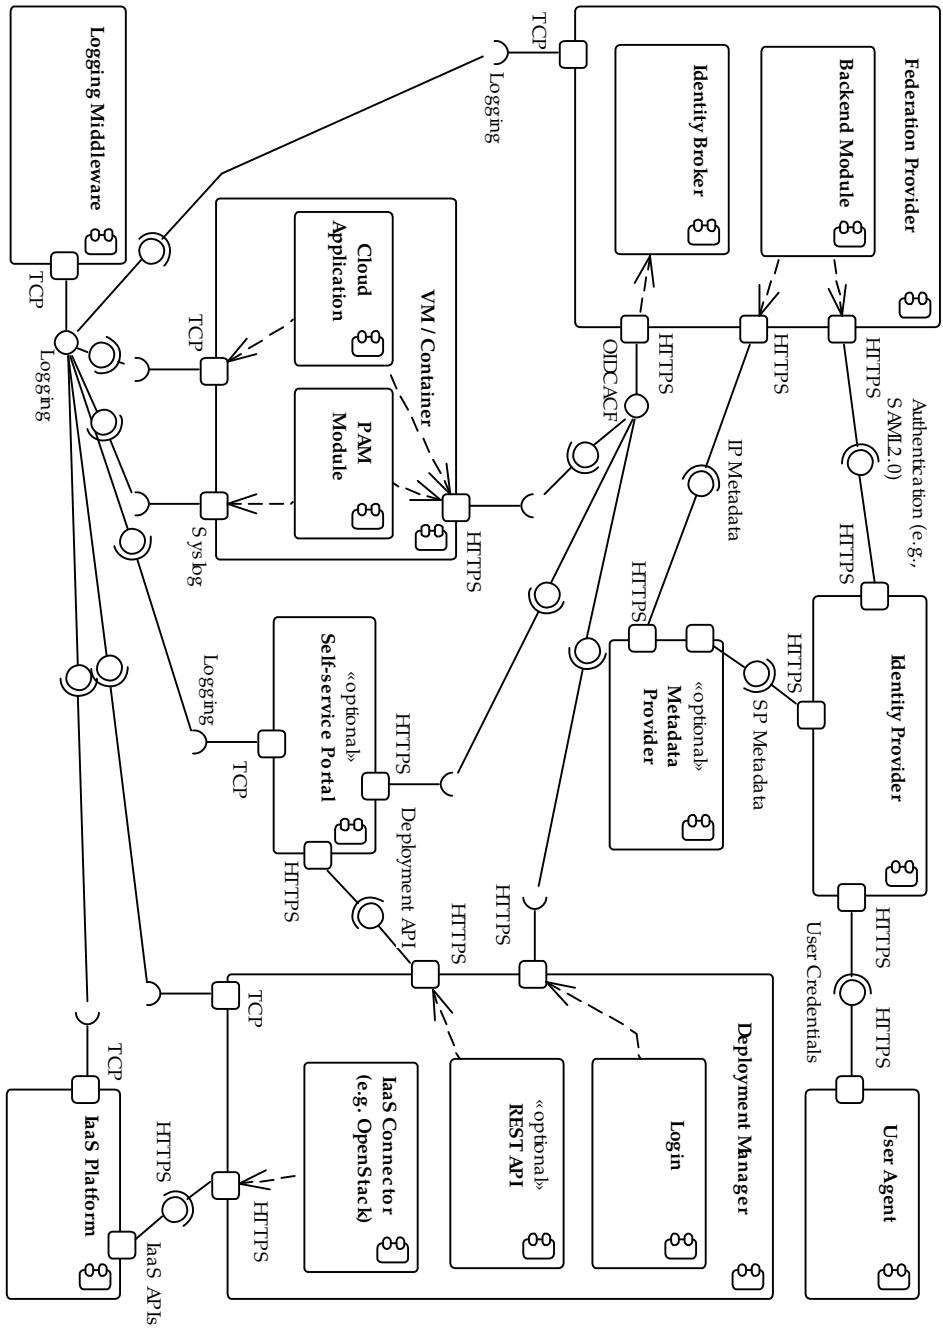 Federation Provider
Backend Module
Identity Broker
HTTPS
Authentication (e.g.,
SAML2.0)
HTTPS
Identity Provider
HTTPS
User Credentials
HTTPS
User Agent
HTTPS
IP Metadata
HTTPS
HTTPS
SP Metadata
«optional»
Metadata
Provider
HTTPS
OIDC ACF
TCP
Logging
VM / Container
Cloud
Application
PAM
Module
HTTPS
TCP
Syslog
«optional»
Self-service Portal
HTTPS
Deployment API
HTTPS
HTTPS
HTTPS
TCP
Logging
Deployment Manager
Login
«optional»
REST API
IaaS Connector
(e.g. OpenStack)
TCP
HTTPS
Logging Middleware
TCP
Logging
TCP
IaaS Platform
HTTPS
IaaS APIs